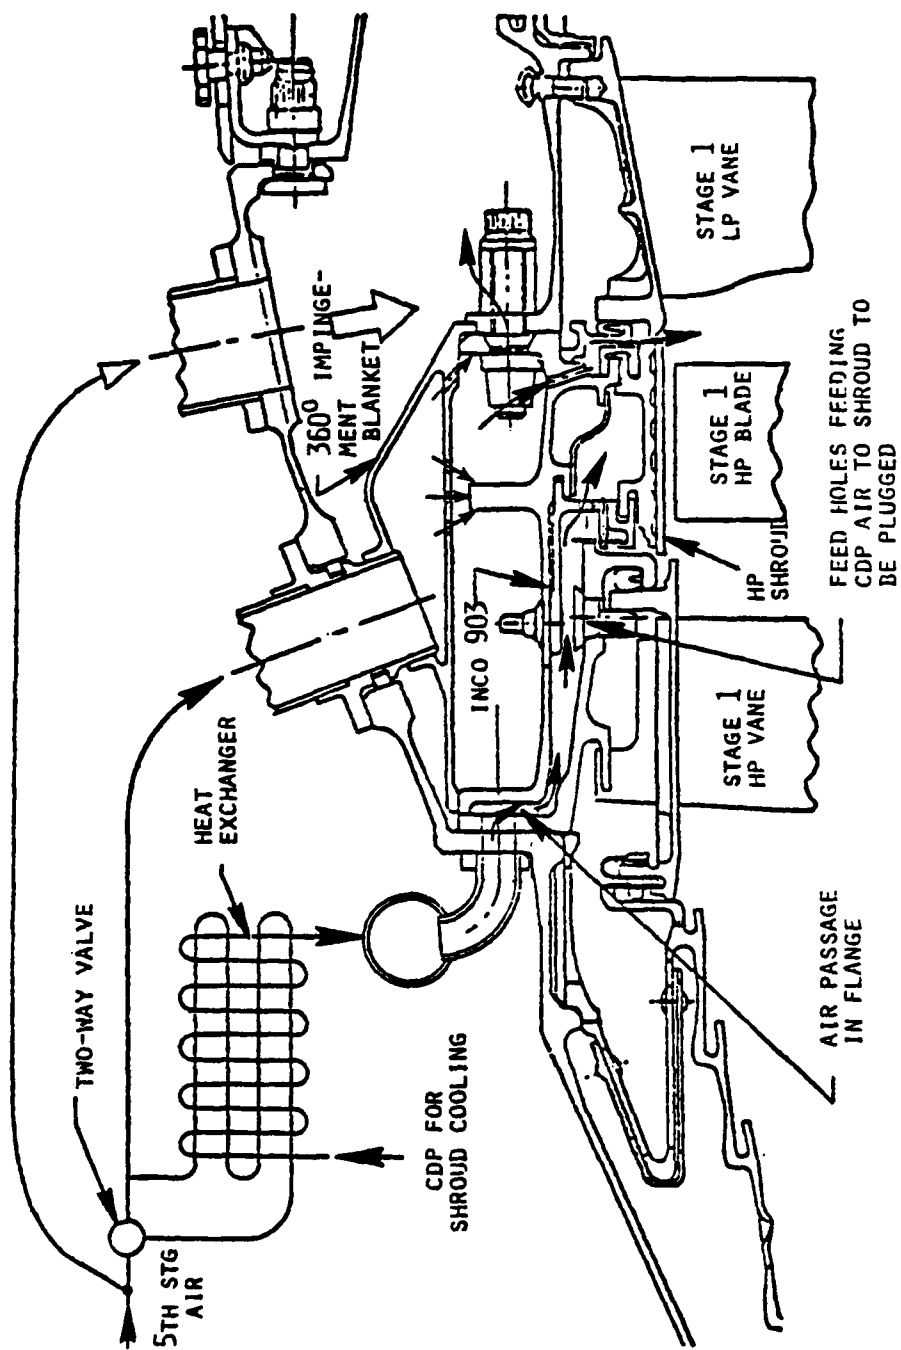 5TH STG
AIR
TWO-WAY VALVE
HEAT
EXCHANGER
CDP FOR
SHROUD COOLING
360° IMPINGE-
MENT
BLANKET
INCO 903
AIR PASSAGE
IN FLANGE
STAGE 1
HP VANE
HP
SHROUD
STAGE 1
HP BLADE
STAGE 1
LP VANE
FEED HOLES FEEDING
CDP AIR TO SHROUD TO
BE PLUGGED